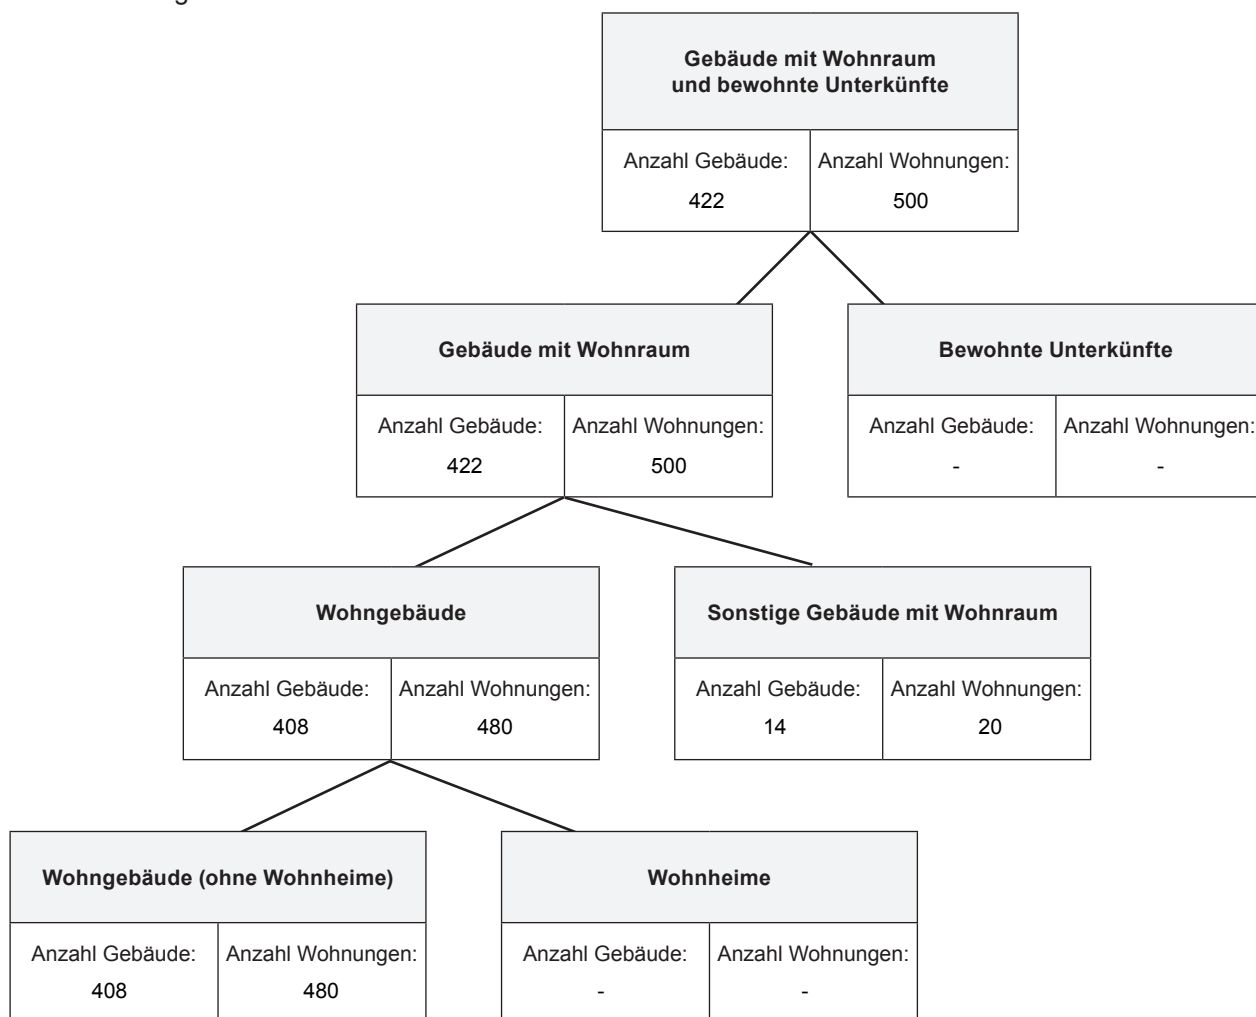 Gebäude mit Wohnraum
und bewohnte Unterkünfte
Anzahl Gebäude: Anzahl Wohnungen:
422 500
Gebäude mit Wohnraum
Anzahl Gebäude: Anzahl Wohnungen:
422 500
Bewohnte Unterkünfte
Anzahl Gebäude: Anzahl Wohnungen:
- -
Wohngebäude
Anzahl Gebäude: Anzahl Wohnungen:
408 480
Sonstige Gebäude mit Wohnraum
Anzahl Gebäude: Anzahl Wohnungen:
14 20
Wohngebäude (ohne Wohnheime)
Anzahl Gebäude: Anzahl Wohnungen:
408 480
Wohnheime
Anzahl Gebäude: Anzahl Wohnungen:
- -